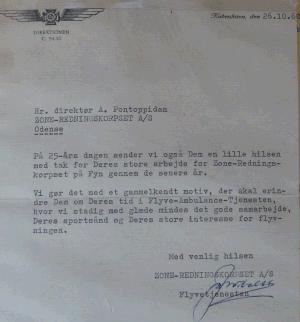 DIREKTIONEN
København, den 26.10.6
Hr. direktør A. Pontoppidan
ZONE-REDNINGSKORPSET A/S
Odense
På 25-års dagen sender vi også Dem en lille hilsen
med tak for Deres store arbejde for Zone-Rednings-
korpset på Fyn gennem de senere år.
Vi gør det med et gammelkendt motiv, der skal erin-
dre Dem om Deres tid i Flyve-Ambulance-Tjenesten,
hvor vi stadig med glæde mindes det gode samarbejde,
Deres sportsånd og Deres store interesse for flyv-
ningen.
Med venlig hilsen
ZONE-REDNINGSKORPSET A/S
Flyvetjenesten